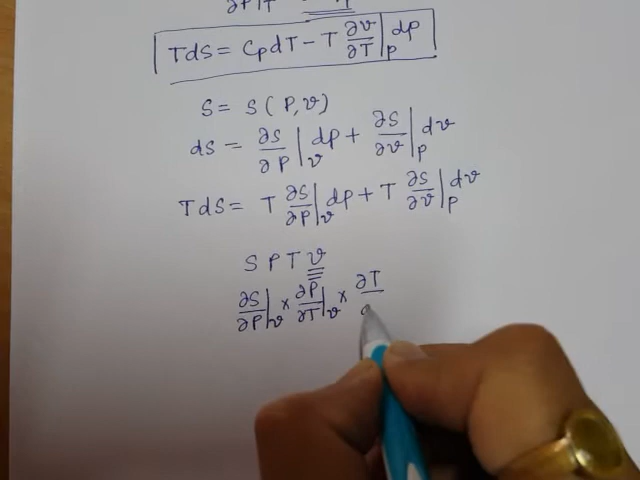 TdS = CpdT - T ∂v/∂T|p dp
S = S(P, v)
dS = ∂S/∂P|v dp + ∂S/∂v|p dv
TdS = T ∂S/∂P|v dp + T ∂S/∂v|p dv
S P T v
∂S/∂P|v × ∂P/∂T|v × ∂T